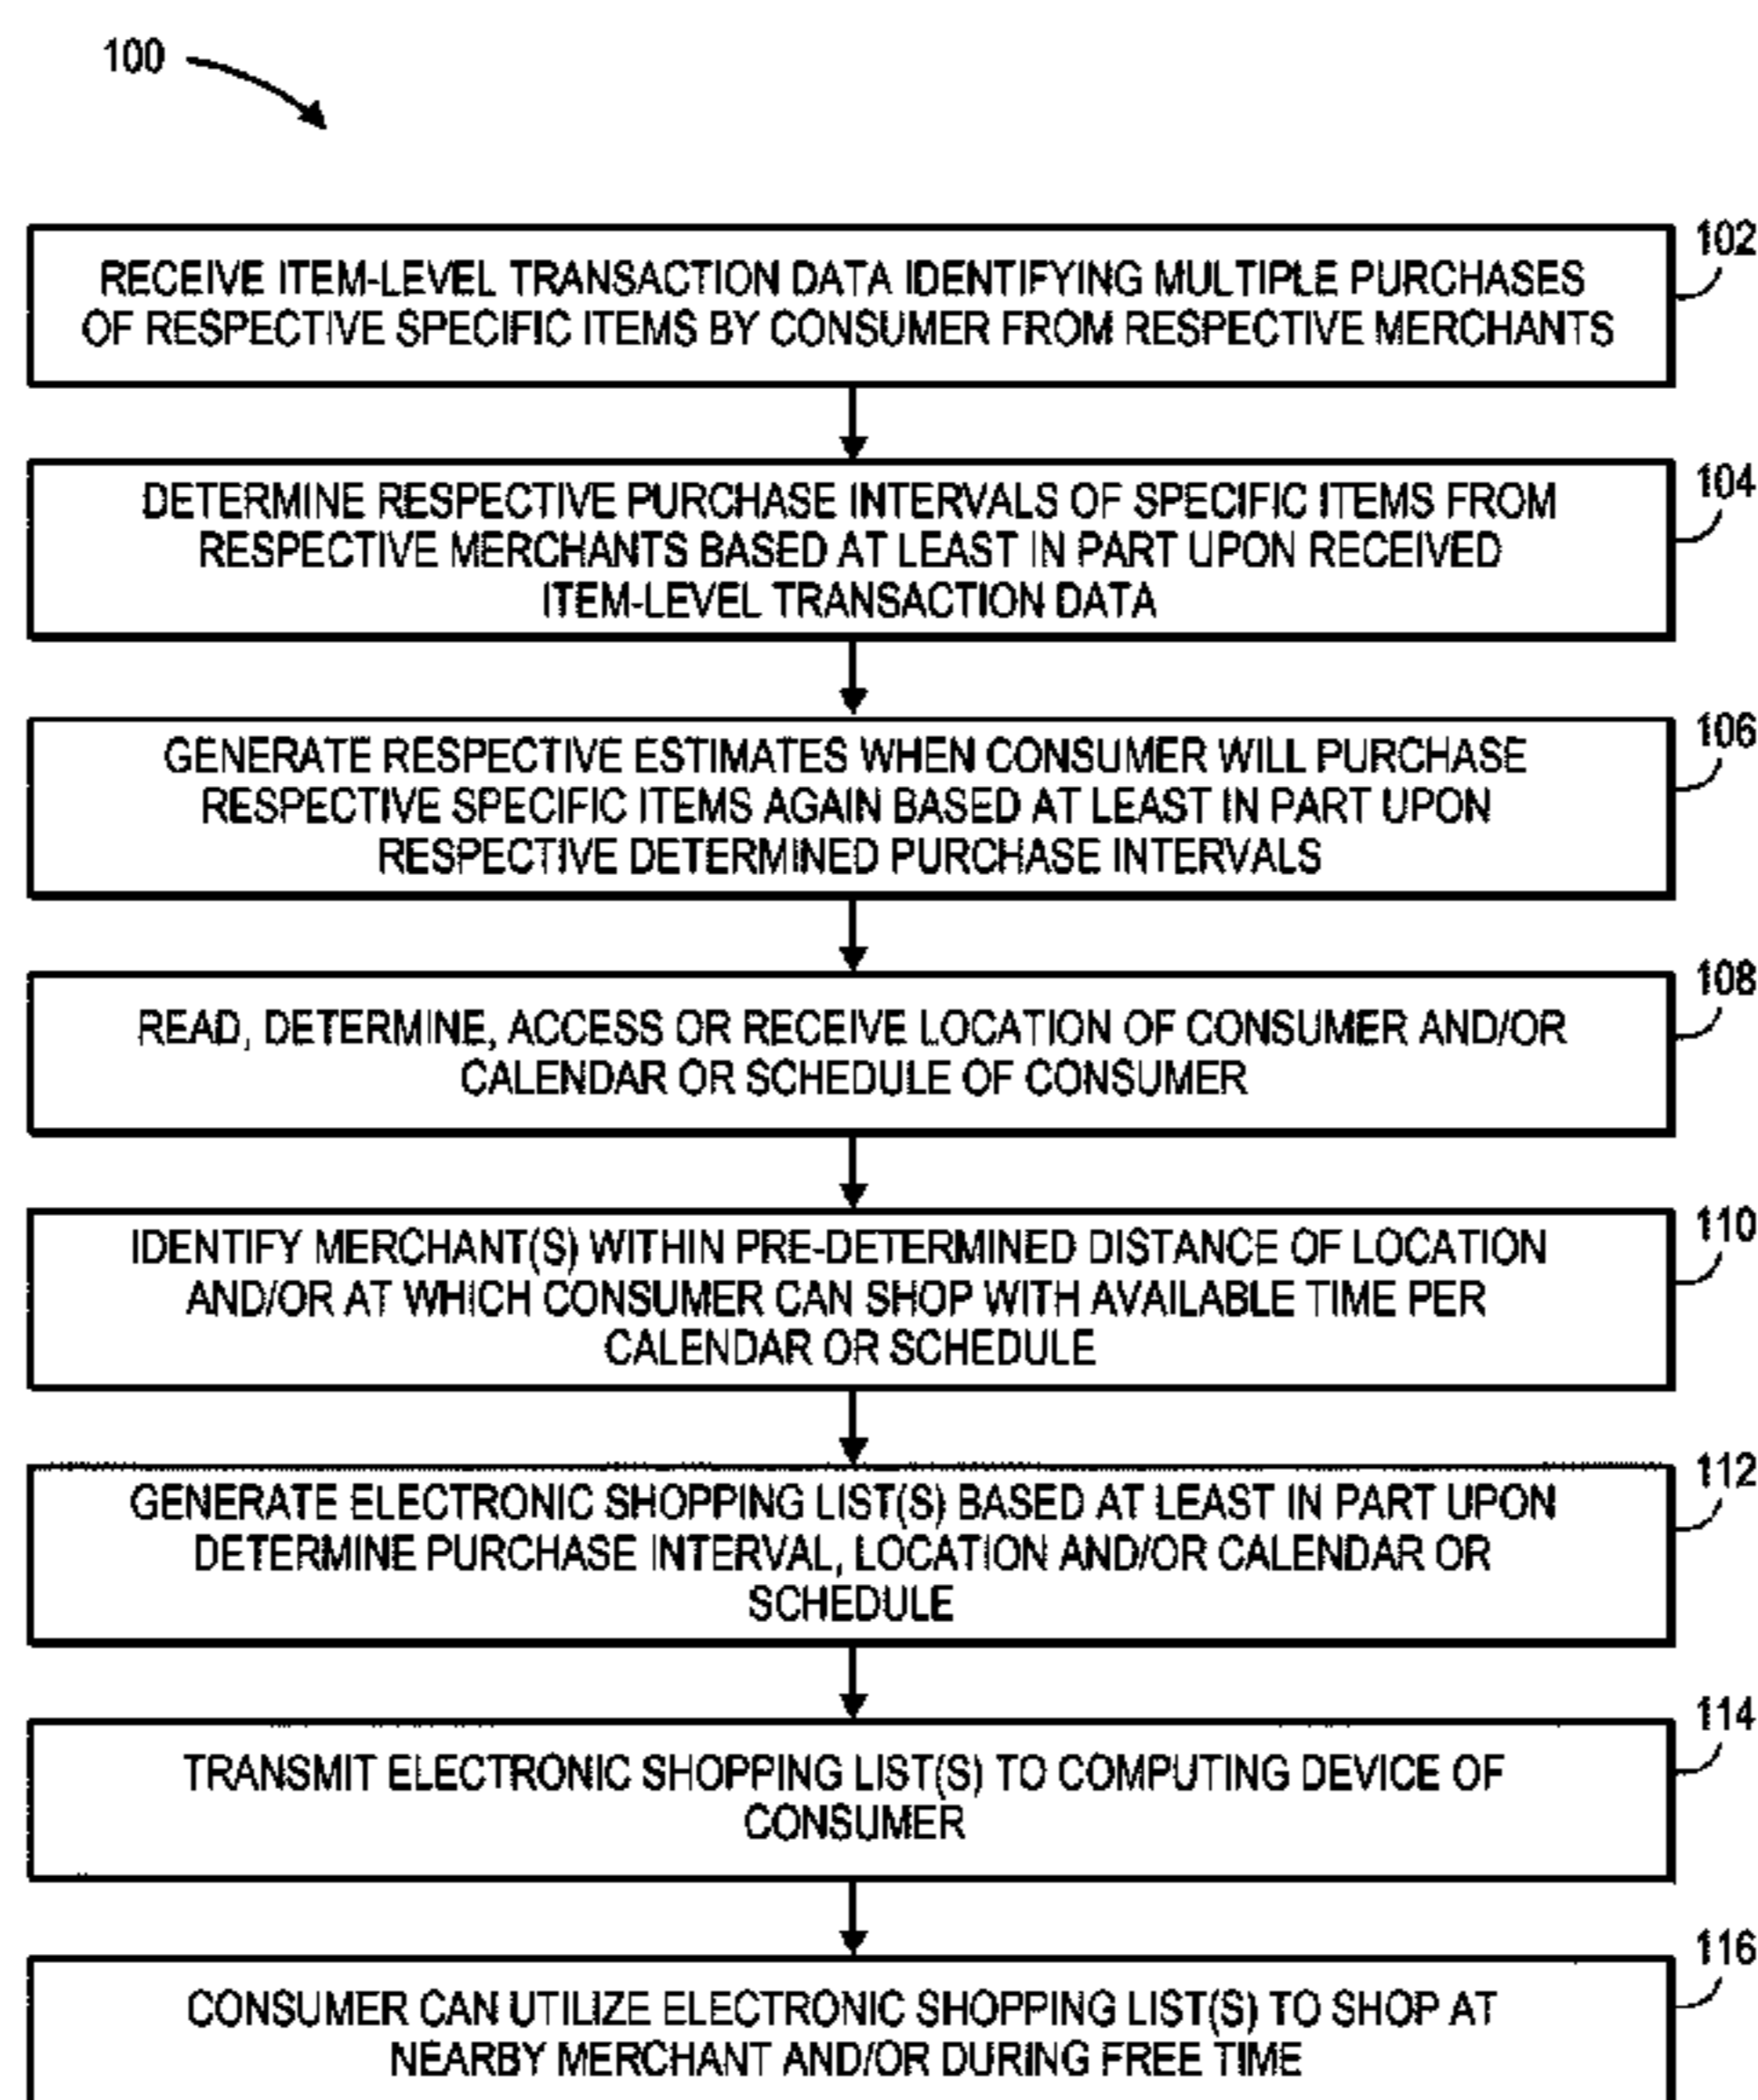 100
102
RECEIVE ITEM-LEVEL TRANSACTION DATA IDENTIFYING MULTIPLE PURCHASES
OF RESPECTIVE SPECIFIC ITEMS BY CONSUMER FROM RESPECTIVE MERCHANTS
104
DETERMINE RESPECTIVE PURCHASE INTERVALS OF SPECIFIC ITEMS FROM
RESPECTIVE MERCHANTS BASED AT LEAST IN PART UPON RECEIVED
ITEM-LEVEL TRANSACTION DATA
106
GENERATE RESPECTIVE ESTIMATES WHEN CONSUMER WILL PURCHASE
RESPECTIVE SPECIFIC ITEMS AGAIN BASED AT LEAST IN PART UPON
RESPECTIVE DETERMINED PURCHASE INTERVALS
108
READ, DETERMINE, ACCESS OR RECEIVE LOCATION OF CONSUMER AND/OR
CALENDAR OR SCHEDULE OF CONSUMER
110
IDENTIFY MERCHANT(S) WITHIN PRE-DETERMINED DISTANCE OF LOCATION
AND/OR AT WHICH CONSUMER CAN SHOP WITH AVAILABLE TIME PER
CALENDAR OR SCHEDULE
112
GENERATE ELECTRONIC SHOPPING LIST(S) BASED AT LEAST IN PART UPON
DETERMINE PURCHASE INTERVAL, LOCATION AND/OR CALENDAR OR
SCHEDULE
114
TRANSMIT ELECTRONIC SHOPPING LIST(S) TO COMPUTING DEVICE OF
CONSUMER
116
CONSUMER CAN UTILIZE ELECTRONIC SHOPPING LIST(S) TO SHOP AT
NEARBY MERCHANT AND/OR DURING FREE TIME